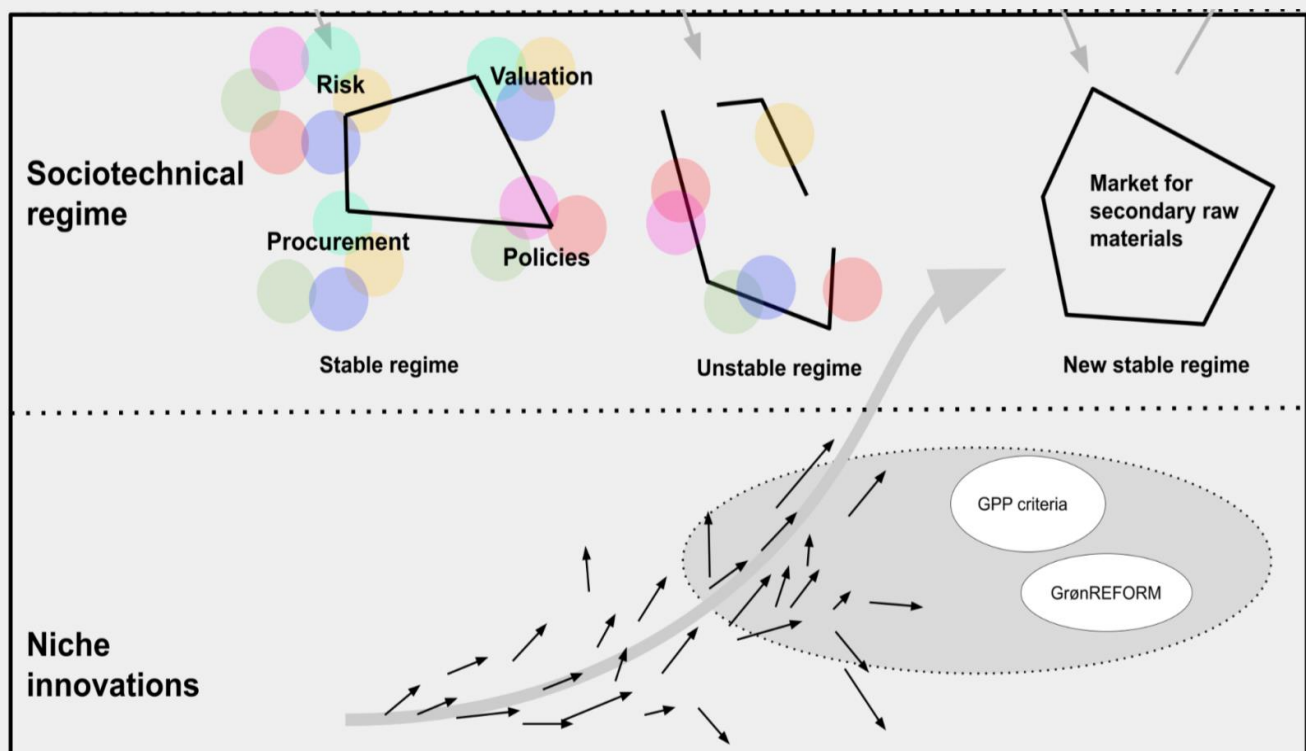 Risk
Valuation
Sociotechnical
regime
Market for
secondary raw
materials
Procurement
Policies
Stable regime
Unstable regime
New stable regime
GPP criteria
GrønREFORM
Niche
innovations